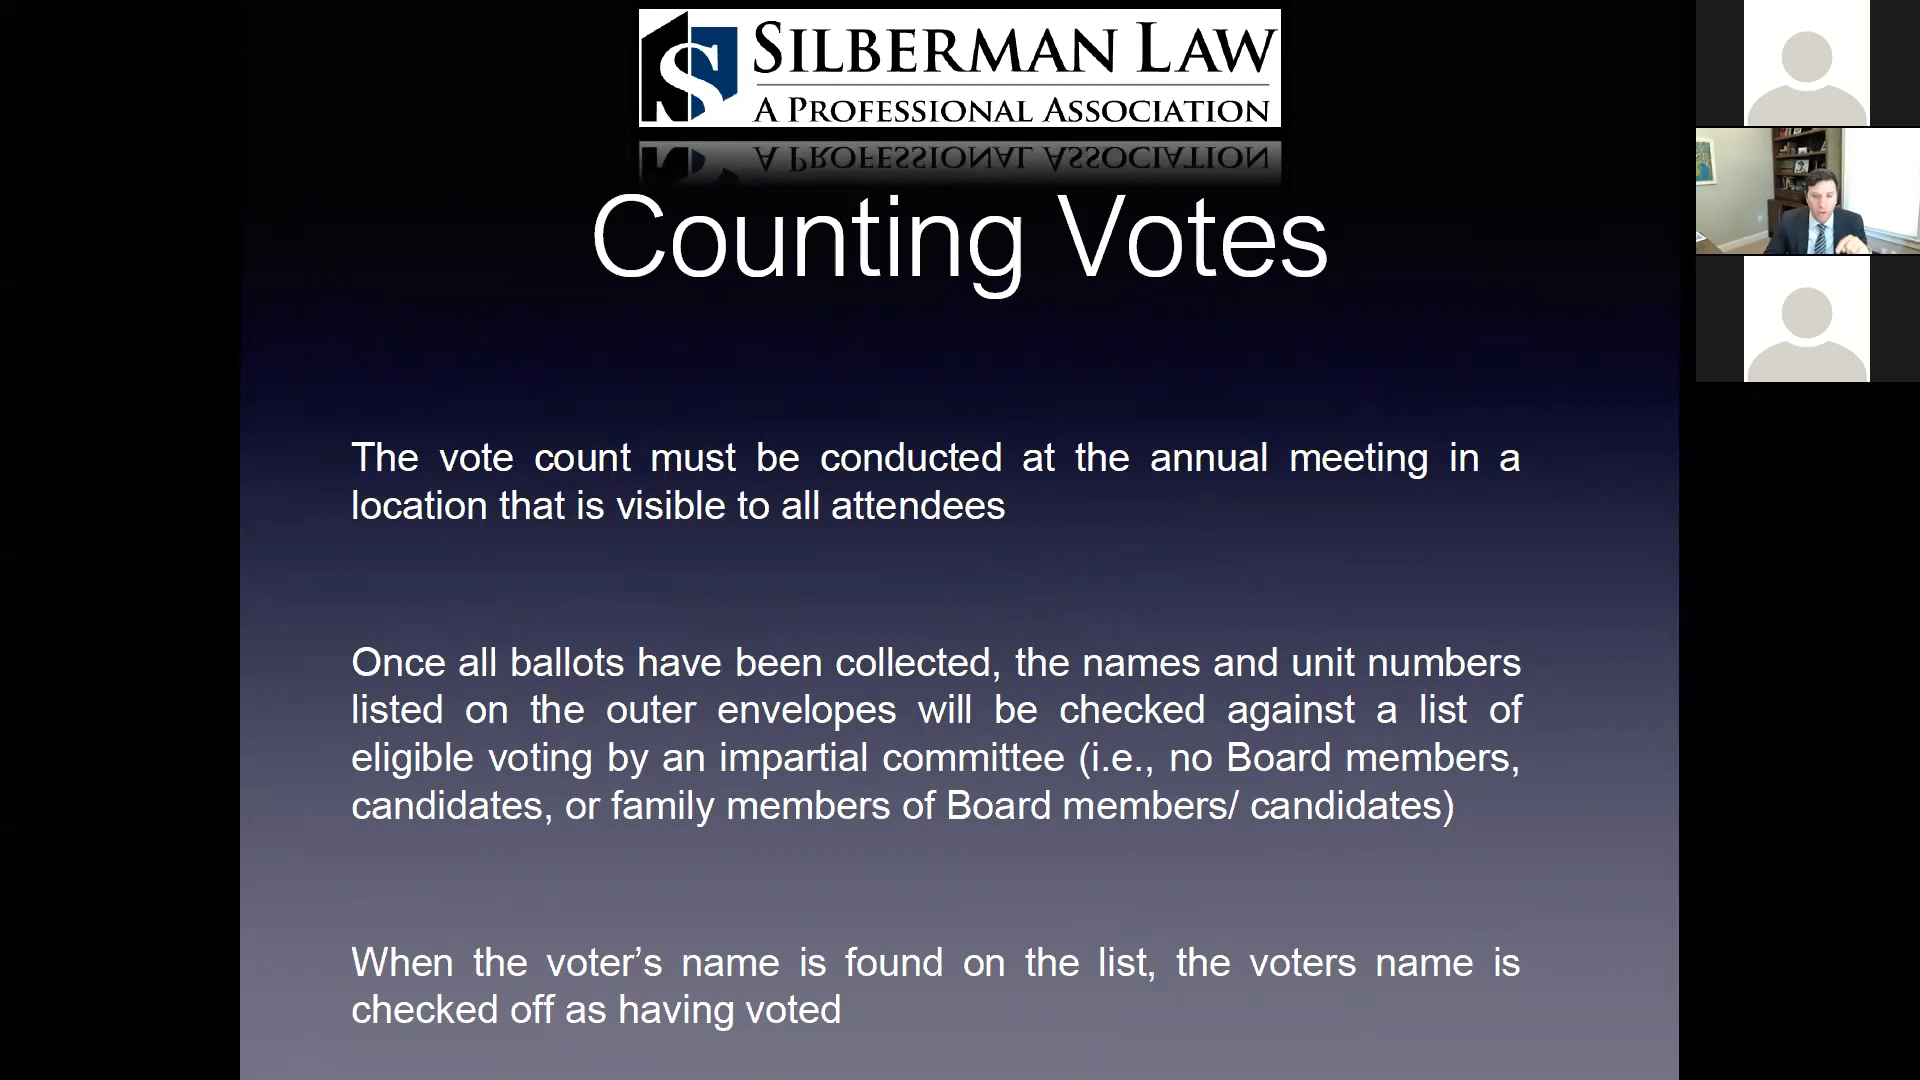 SILBERMAN LAW
A PROFESSIONAL ASSOCIATION
Counting Votes
The vote count must be conducted at the annual meeting in a
location that is visible to all attendees
Once all ballots have been collected, the names and unit numbers
listed on the outer envelopes will be checked against a list of
eligible voting by an impartial committee (i.e., no Board members,
candidates, or family members of Board members/ candidates)
When the voter’s name is found on the list, the voters name is
checked off as having voted